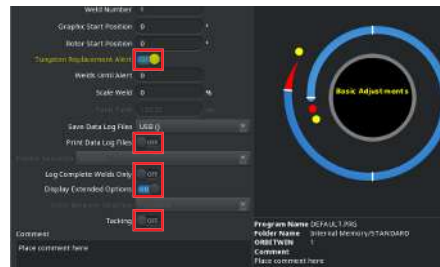 Weld Number 1
Graphic Start Position 0 °
Rotor Start Position 0 °
Tungsten Replacement Alert
Welds Until Alert 0
Scale Weld 0 %
Save Data Log Files USB ()
Print Data Log Files OFF
Log Complete Welds Only OFF
Display Extended Options
Tacking OFF
Comment
Place comment here
Basic Adjustments
Program Name DEFAULT.PRG
Folder Name Internal Memory/STANDARD
ORBITWIN 1
Comment
Place comment here